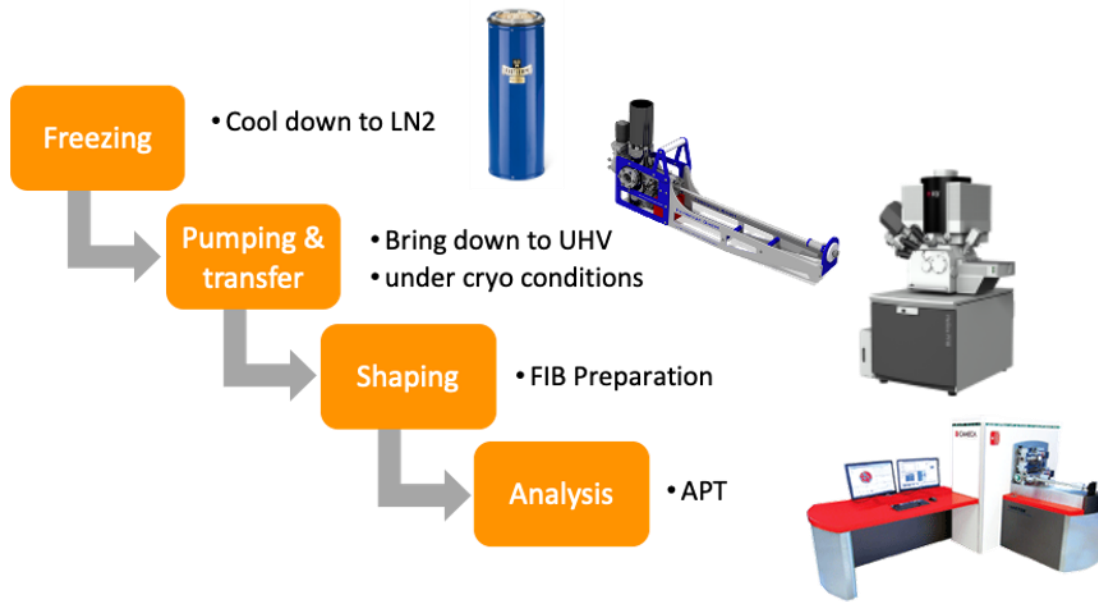 Freezing
• Cool down to LN2
Pumping &
transfer
• Bring down to UHV
• under cryo conditions
Shaping
• FIB Preparation
Analysis
• APT
CAMECA